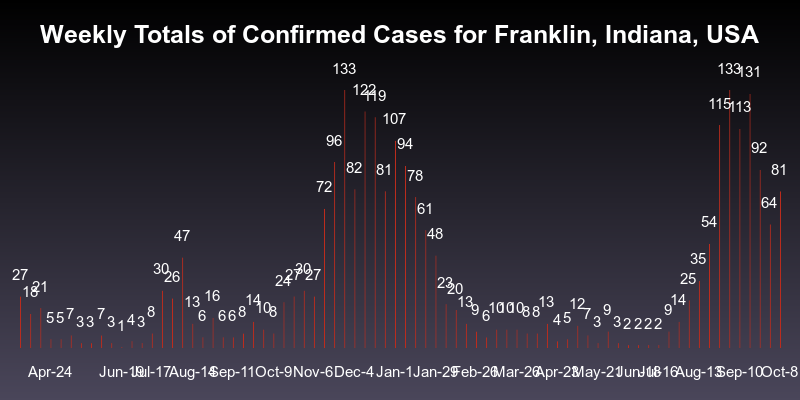 Weekly Totals of Confirmed Cases for Franklin, Indiana, USA
27 18 21 5 5 7 3 3 7 3 1 4 3 8 30 26 47 13 6 16 6 6 8 14 10 8 24 27 30 27 72 96 133 82 122 119 81 107 94 78 61 48 23 20 13 9 6 10 10 10 8 8 13 4 5 12 7 3 9 3 2 2 2 2 9 14 25 35 54 115 133 113 131 92 64 81
Apr-24 Jun-19 Jul-17 Aug-14 Sep-11 Oct-9 Nov-6 Dec-4 Jan-1 Jan-29 Feb-26 Mar-26 Apr-23 May-21 Jun-18 Jul-16 Aug-13 Sep-10 Oct-8